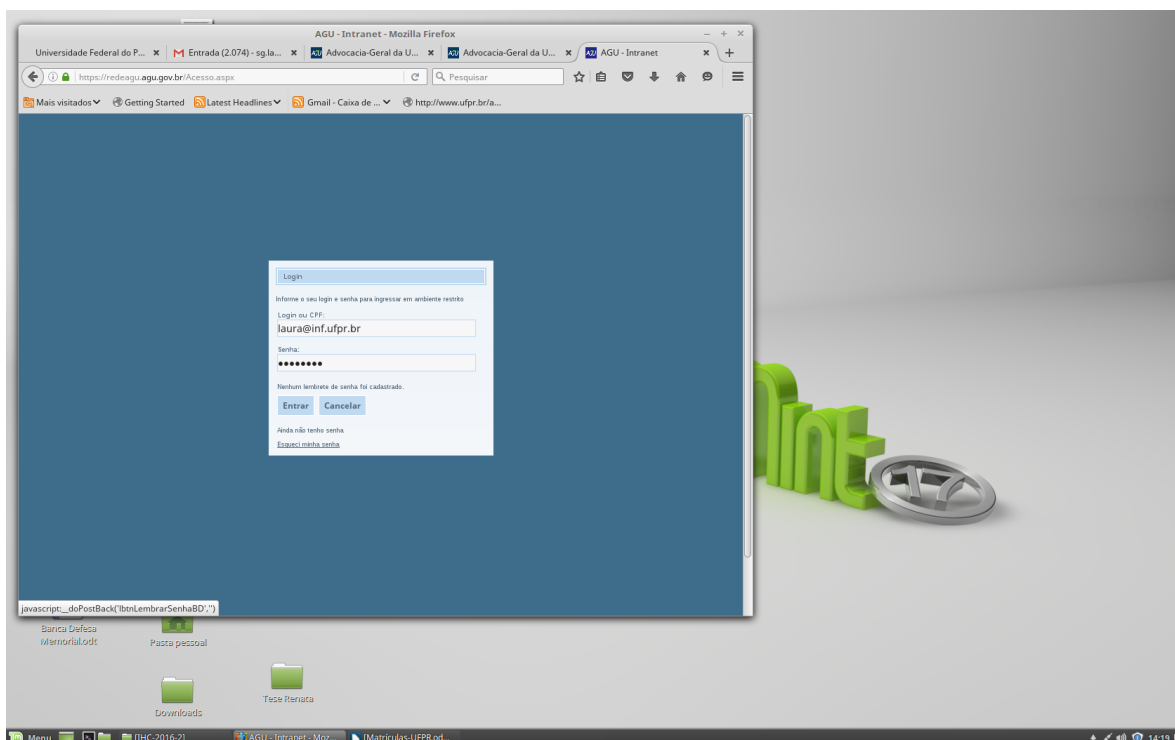 AGU - Intranet - Mozilla Firefox
Universidade Federal do P...
Entrada (2.074) - sg.la...
AGU Advocacia-Geral da U...
AGU Advocacia-Geral da U...
AGU AGU - Intranet
https://redeagu.agu.gov.br/Acesso.aspx
Pesquisar
Mais visitados
Getting Started
Latest Headlines
Gmail - Caixa de ...
http://www.ufpr.br/a...
Login
Informe o seu login e senha para ingressar em ambiente restrito
Login ou CPF:
laura@inf.ufpr.br
Senha:
••••••••
Nenhum lembrete de senha foi cadastrado.
Entrar Cancelar
Ainda não tenho senha
Esqueci minha senha
int
17
javascript:__doPostBack('lbtnLembrarSenhaBD','')
Banca Defesa
Memorial.odt
Pasta pessoal
Tese Renata
Downloads
Menu
[IHC-2016-2]
AGU - Intranet - Moz...
[Matriculas-UFPR.od...
14:19